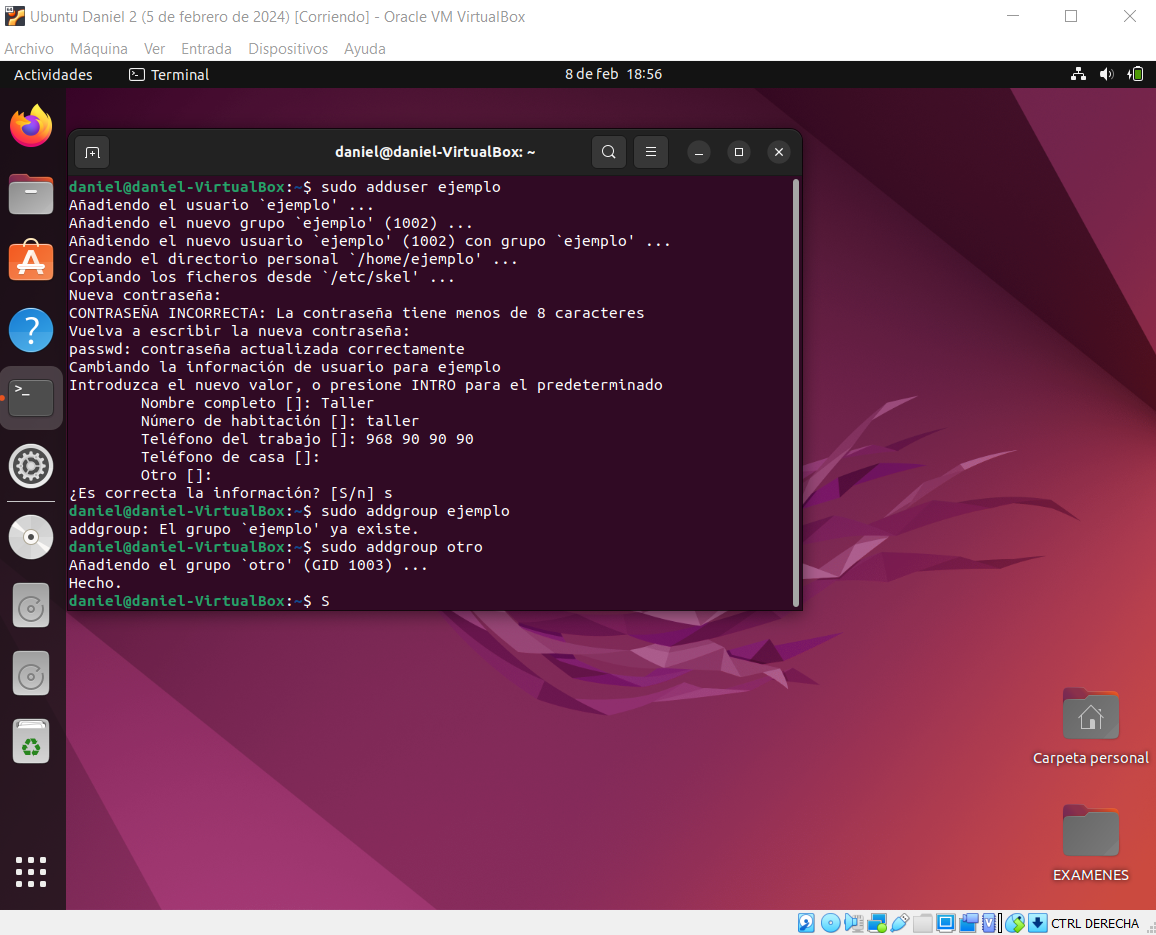 Ubuntu Daniel 2 (5 de febrero de 2024) [Corriendo] - Oracle VM VirtualBox
Archivo Máquina Ver Entrada Dispositivos Ayuda
Actividades Terminal 8 de feb 18:56
daniel@daniel-VirtualBox: ~
daniel@daniel-VirtualBox:~$ sudo adduser ejemplo
Añadiendo el usuario `ejemplo' ...
Añadiendo el nuevo grupo `ejemplo' (1002) ...
Añadiendo el nuevo usuario `ejemplo' (1002) con grupo `ejemplo' ...
Creando el directorio personal `/home/ejemplo' ...
Copiando los ficheros desde `/etc/skel' ...
Nueva contraseña:
CONTRASEÑA INCORRECTA: La contraseña tiene menos de 8 caracteres
Vuelva a escribir la nueva contraseña:
passwd: contraseña actualizada correctamente
Cambiando la información de usuario para ejemplo
Introduzca el nuevo valor, o presione INTRO para el predeterminado
Nombre completo []: Taller
Número de habitación []: taller
Teléfono del trabajo []: 968 90 90 90
Teléfono de casa []:
Otro []:
¿Es correcta la información? [S/n] s
daniel@daniel-VirtualBox:~$ sudo addgroup ejemplo
addgroup: El grupo `ejemplo' ya existe.
daniel@daniel-VirtualBox:~$ sudo addgroup otro
Añadiendo el grupo `otro' (GID 1003) ...
Hecho.
daniel@daniel-VirtualBox:~$ S
Carpeta personal
EXAMENES
CTRL DERECHA